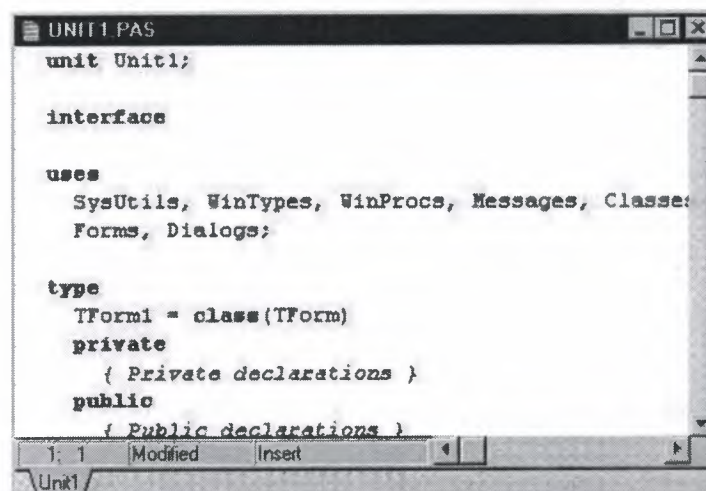 UNIT1.PAS
unit Unit1;
interface
uses
SysUtils, WinTypes, WinProcs, Messages, Classes
Forms, Dialogs;
type
TForm1 = class(TForm)
private
{ Private declarations }
public
{ Public declarations }
1: 1 Modified Insert
Unit1